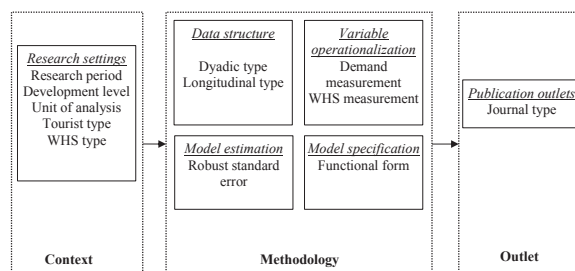 Research settings
Research period
Development level
Unit of analysis
Tourist type
WHS type
Context
Data structure
Dyadic type
Longitudinal type
Variable
operationalization
Demand
measurement
WHS measurement
Model estimation
Robust standard
error
Model specification
Functional form
Methodology
Publication outlets
Journal type
Outlet